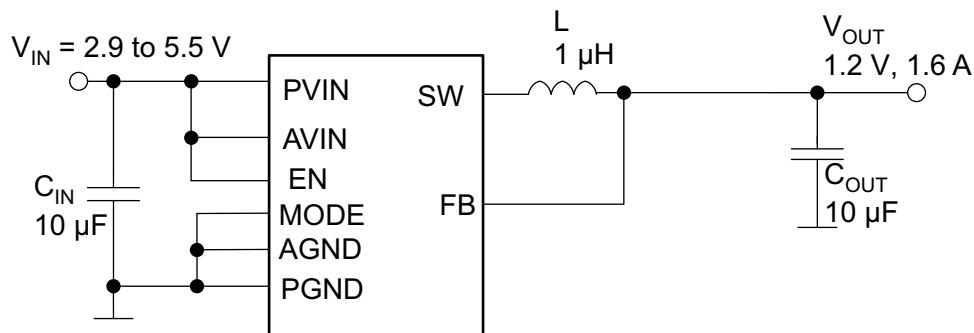 V_IN = 2.9 to 5.5 V
L
1 µH
V_OUT
1.2 V, 1.6 A
PVIN
SW
AVIN
EN
C_IN
10 µF
MODE
FB
AGND
PGND
C_OUT
10 µF